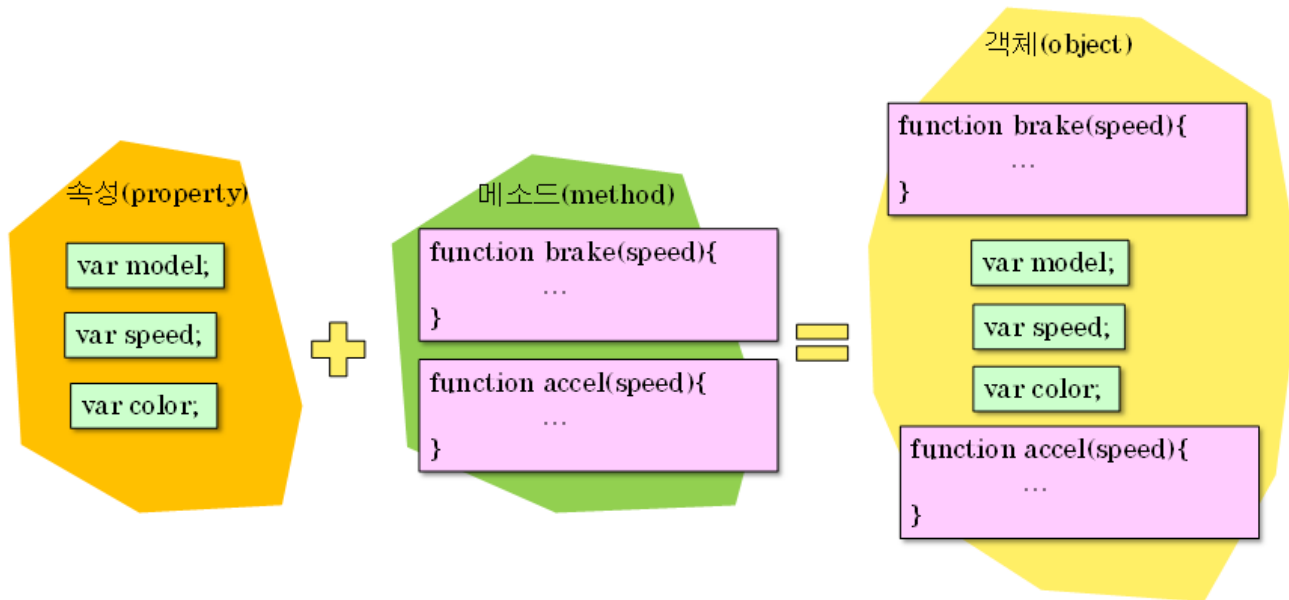 속성(property)
var model;
var speed;
var color;
메소드(method)
function brake(speed){
...
}
function accel(speed){
...
}
객체(object)
function brake(speed){
...
}
var model;
var speed;
var color;
function accel(speed){
...
}